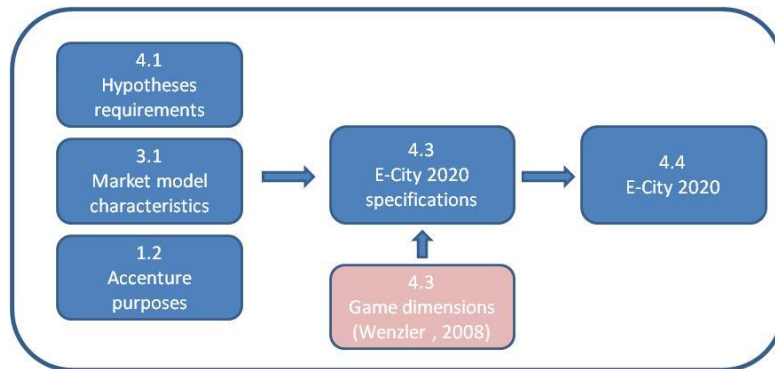 4.1
Hypotheses
requirements
3.1
Market model
characteristics
1.2
Accenture
purposes
4.3
E-City 2020
specifications
4.3
Game dimensions
(Wenzler , 2008)
4.4
E-City 2020